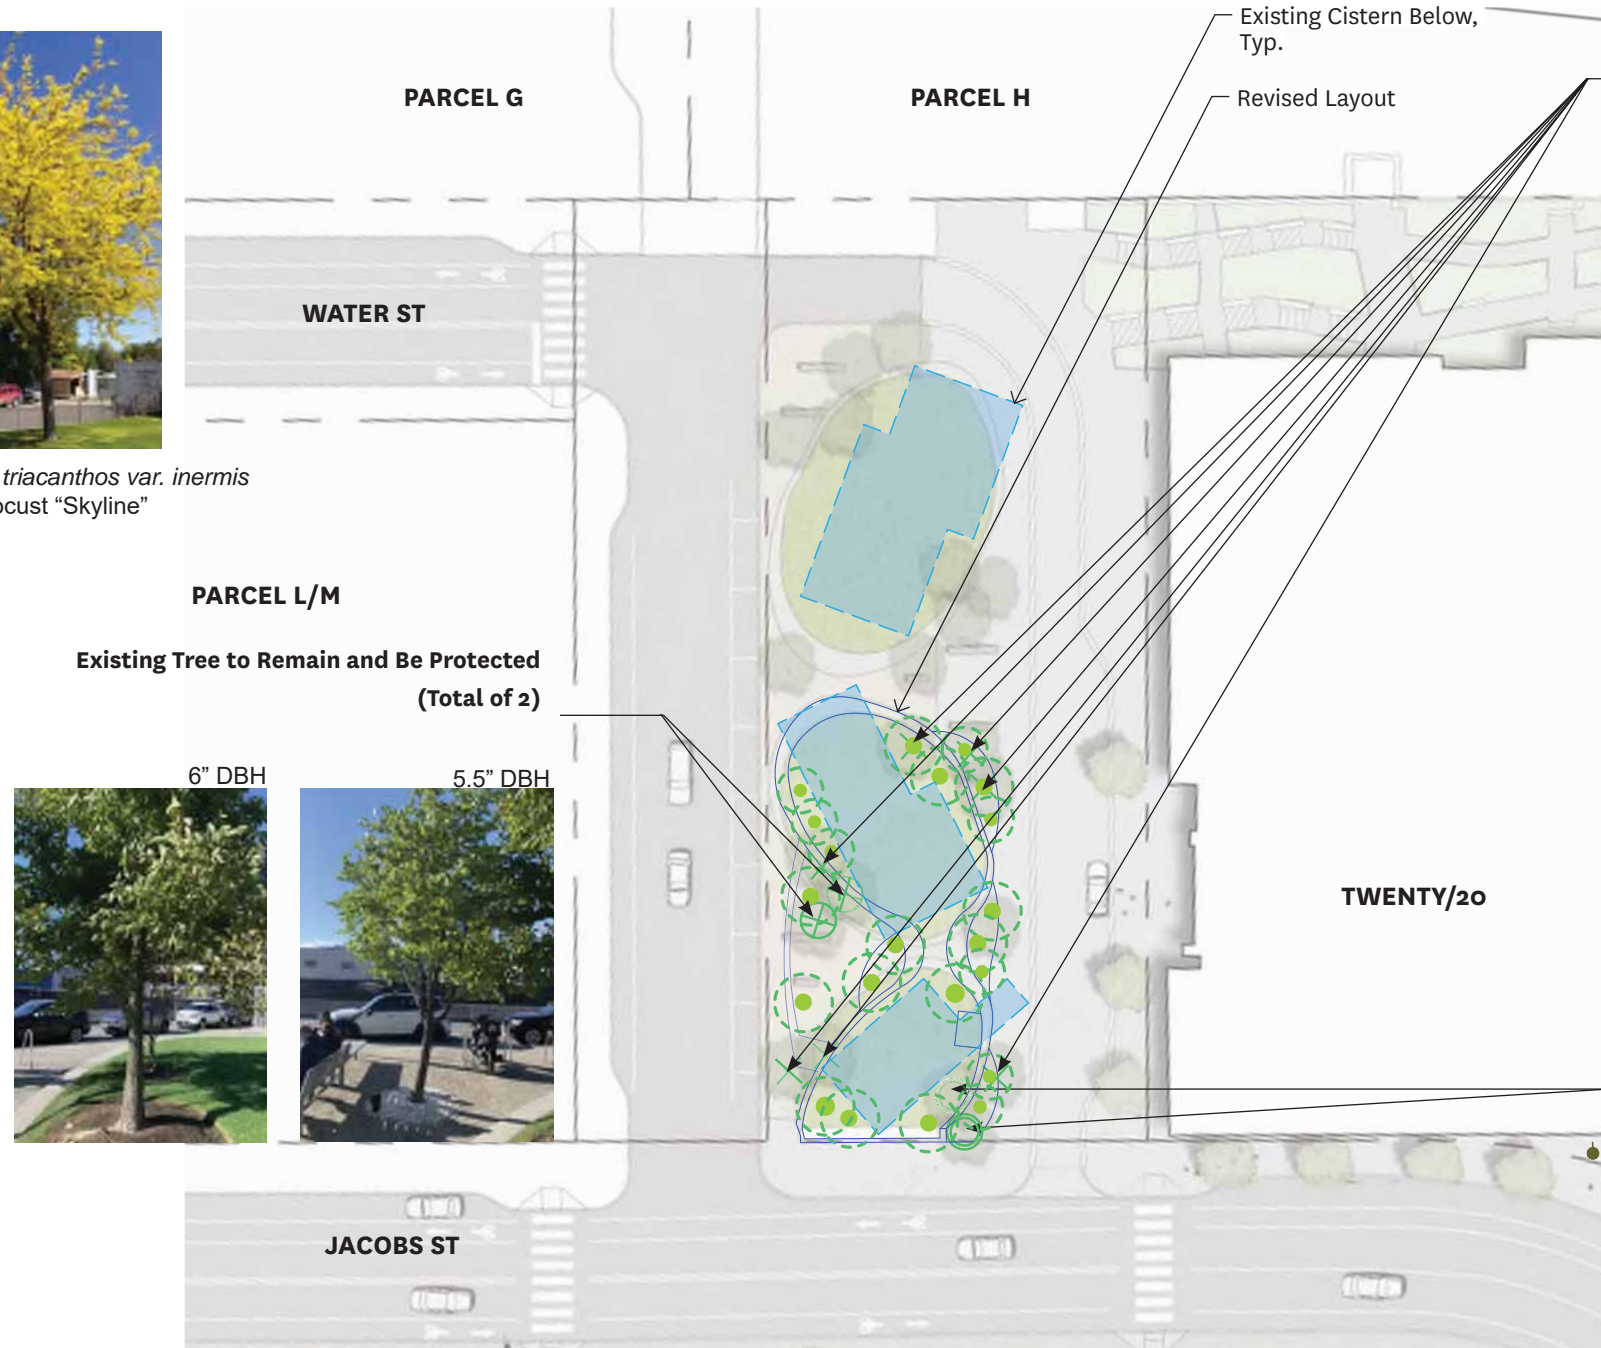 Existing Cistern Below,
Typ.
PARCEL G
PARCEL H
Revised Layout
WATER ST
triacanthos var. inermis
ocust “Skyline”
PARCEL L/M
Existing Tree to Remain and Be Protected
(Total of 2)
6” DBH
5.5” DBH
TWENTY/20
JACOBS ST